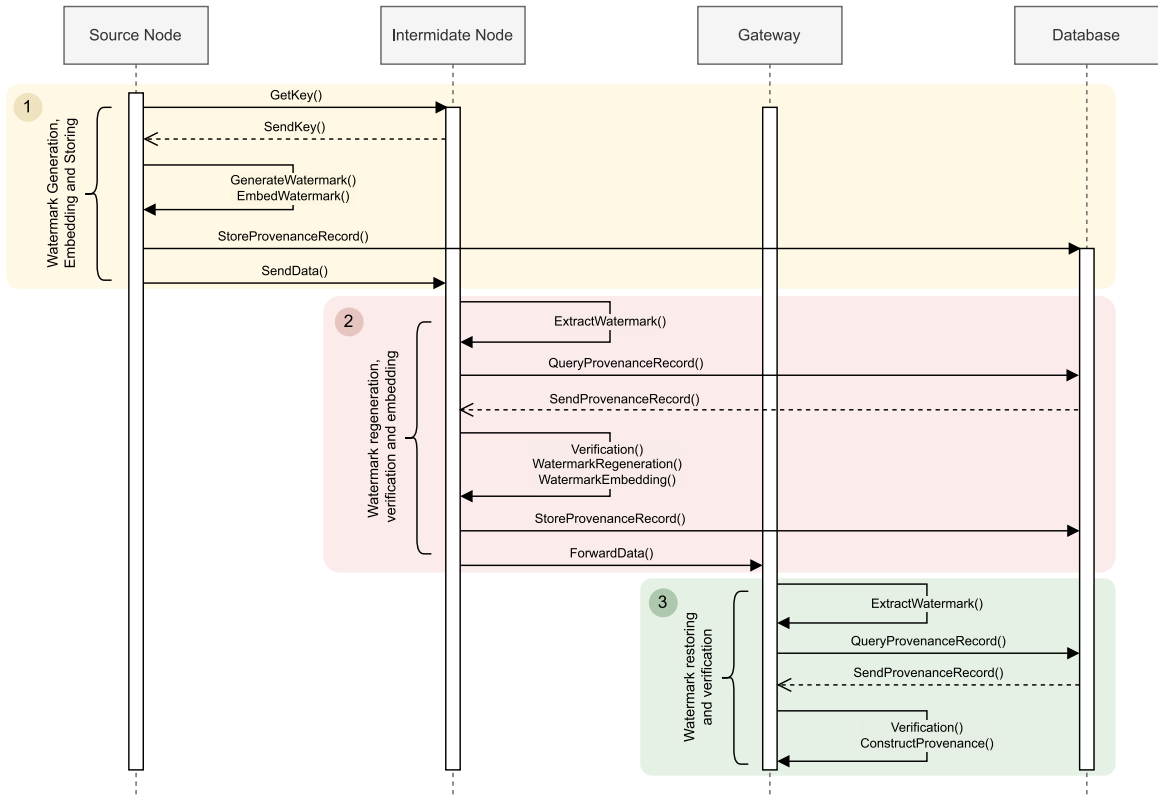 Source Node
Intermidate Node
Gateway
Database
1
Watermark Generation,
Embedding and Storing
GetKey()
SendKey()
GenerateWatermark()
EmbedWatermark()
StoreProvenanceRecord()
SendData()
2
Watermark regeneration,
verification and embedding
ExtractWatermark()
QueryProvenanceRecord()
SendProvenanceRecord()
Verification()
WatermarkRegeneration()
WatermarkEmbedding()
StoreProvenanceRecord()
ForwardData()
3
Watermark restoring
and verification
ExtractWatermark()
QueryProvenanceRecord()
SendProvenanceRecord()
Verification()
ConstructProvenance()